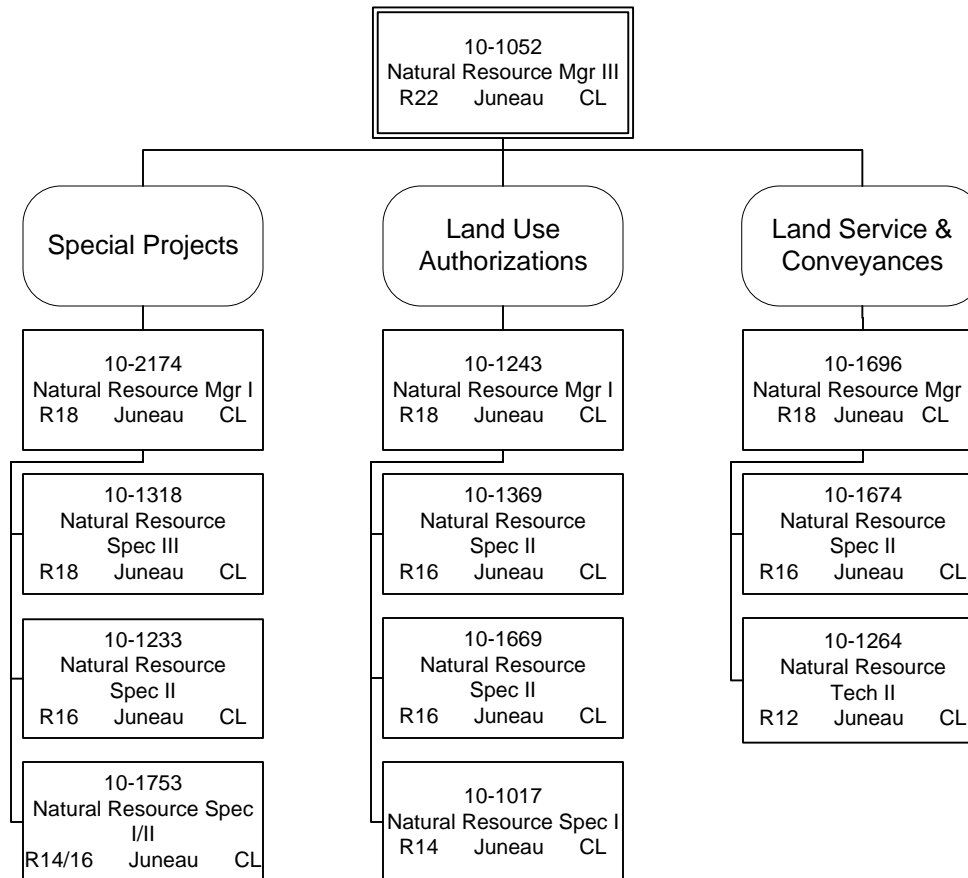 10-1052
Natural Resource Mgr III
R22 Juneau CL
Special Projects
Land Use
Authorizations
Land Service &
Conveyances
10-2174
Natural Resource Mgr I
R18 Juneau CL
10-1243
Natural Resource Mgr I
R18 Juneau CL
10-1696
Natural Resource Mgr
R18 Juneau CL
10-1318
Natural Resource
Spec III
R18 Juneau CL
10-1369
Natural Resource
Spec II
R16 Juneau CL
10-1674
Natural Resource
Spec II
R16 Juneau CL
10-1233
Natural Resource
Spec II
R16 Juneau CL
10-1669
Natural Resource
Spec II
R16 Juneau CL
10-1264
Natural Resource
Tech II
R12 Juneau CL
10-1753
Natural Resource Spec
I/II
R14/16 Juneau CL
10-1017
Natural Resource Spec I
R14 Juneau CL